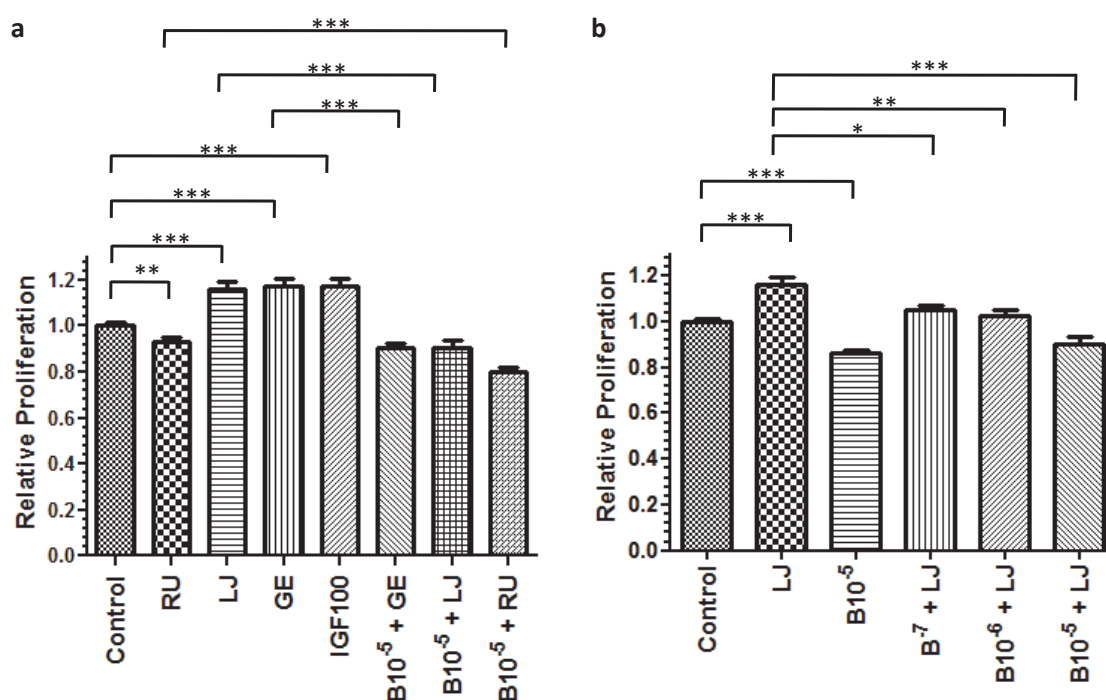 a
***
***
***
***
***
***
**
Relative Proliferation
1.2
1.0
0.8
0.6
0.4
0.2
0.0
Control
RU
LJ
GE
IGF100
B10⁻⁵ + GE
B10⁻⁵ + LJ
B10⁻⁵ + RU
b
***
**
*
***
***
Relative Proliferation
1.2
1.0
0.8
0.6
0.4
0.2
0.0
Control
LJ
B10⁻⁵
B⁻⁷ + LJ
B10⁻⁶ + LJ
B10⁻⁵ + LJ